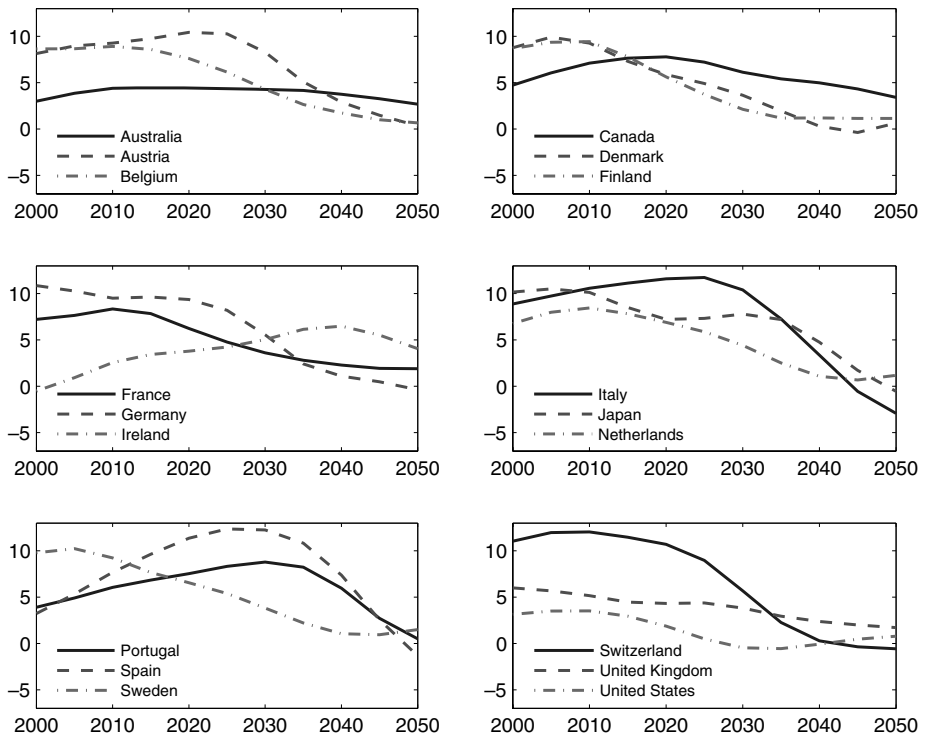 10
5
0
−5
Australia
Austria
Belgium
2000 2010 2020 2030 2040 2050
10
5
0
−5
Canada
Denmark
Finland
2000 2010 2020 2030 2040 2050
10
5
0
−5
France
Germany
Ireland
2000 2010 2020 2030 2040 2050
10
5
0
−5
Italy
Japan
Netherlands
2000 2010 2020 2030 2040 2050
10
5
0
−5
Portugal
Spain
Sweden
2000 2010 2020 2030 2040 2050
10
5
0
−5
Switzerland
United Kingdom
United States
2000 2010 2020 2030 2040 2050